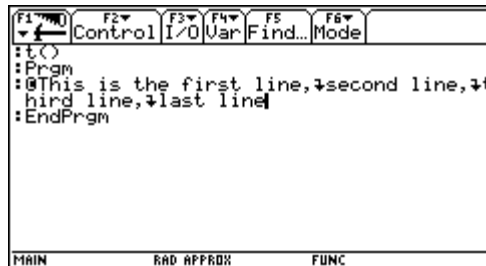 F1 F2 F3 F4 F5 F6
Control I/O Var Find... Mode
:t()
:Prgm
:©This is the first line,↴second line,↴t
hird line,↴last line
:EndPrgm
MAIN RAD APPROX FUNC